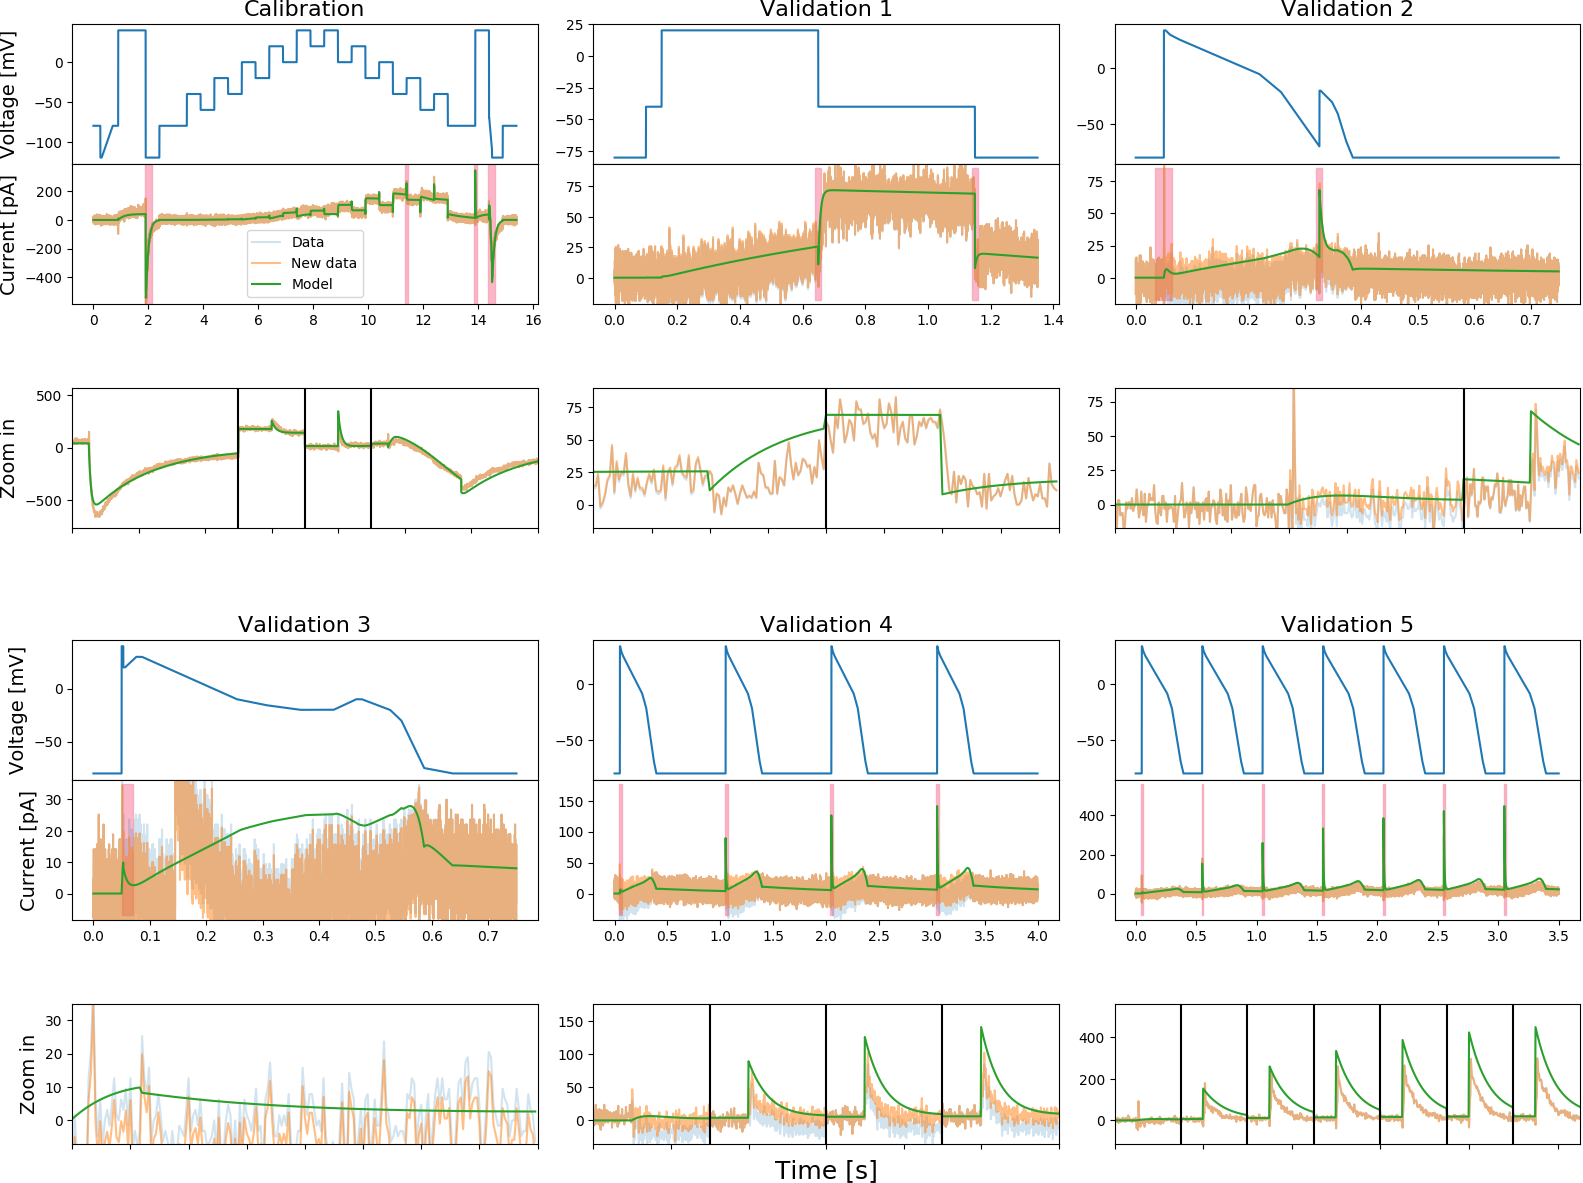 Calibration
Validation 1
Validation 2
Voltage [mV]
0
−50
−100
25
0
−25
−50
−75
0
−50
Current [pA]
200
0
−200
−400
Data
New data
Model
75
50
25
0
75
50
25
0
0 2 4 6 8 10 12 14 16
0.0 0.2 0.4 0.6 0.8 1.0 1.2 1.4
0.0 0.1 0.2 0.3 0.4 0.5 0.6 0.7
Zoom in
500
0
−500
75
50
25
0
75
50
25
0
Validation 3
Validation 4
Validation 5
Voltage [mV]
0
−50
0
−50
0
−50
Current [pA]
30
20
10
0
150
100
50
0
400
200
0
0.0 0.1 0.2 0.3 0.4 0.5 0.6 0.7
0.0 0.5 1.0 1.5 2.0 2.5 3.0 3.5 4.0
0.0 0.5 1.0 1.5 2.0 2.5 3.0 3.5
Zoom in
30
20
10
0
150
100
50
0
400
200
0
Time [s]